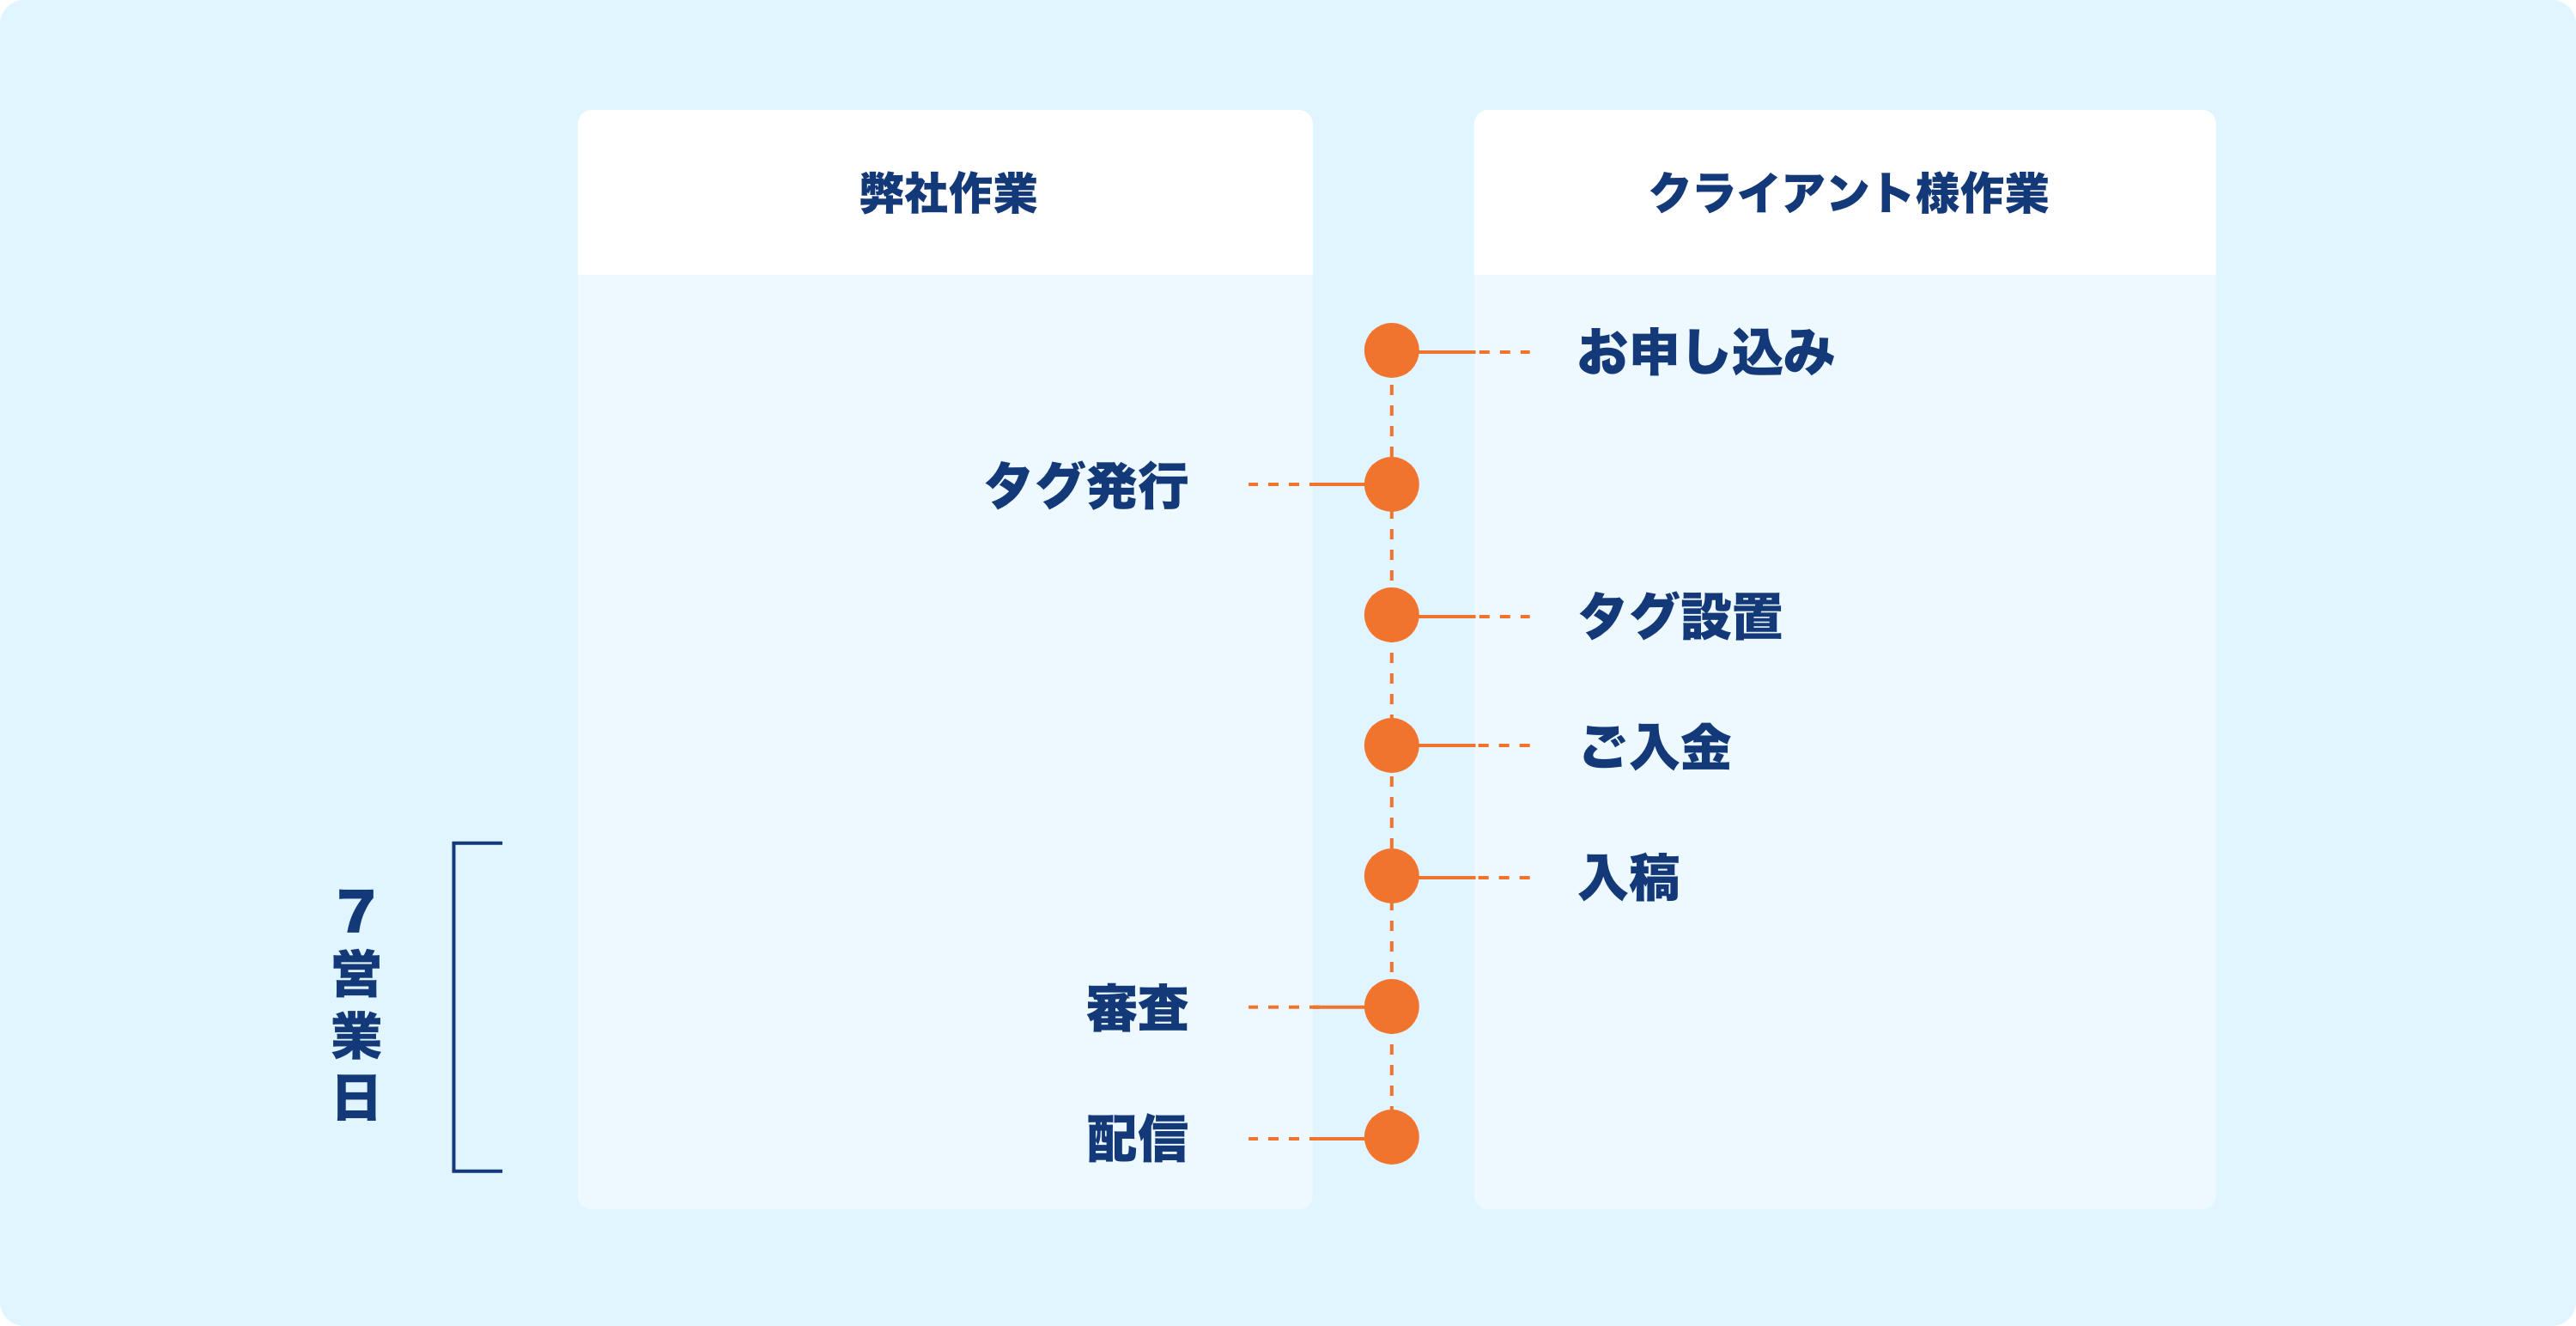 弊社作業
クライアント様作業
お申し込み
タグ発行
タグ設置
ご入金
入稿
審査
配信
7営業日